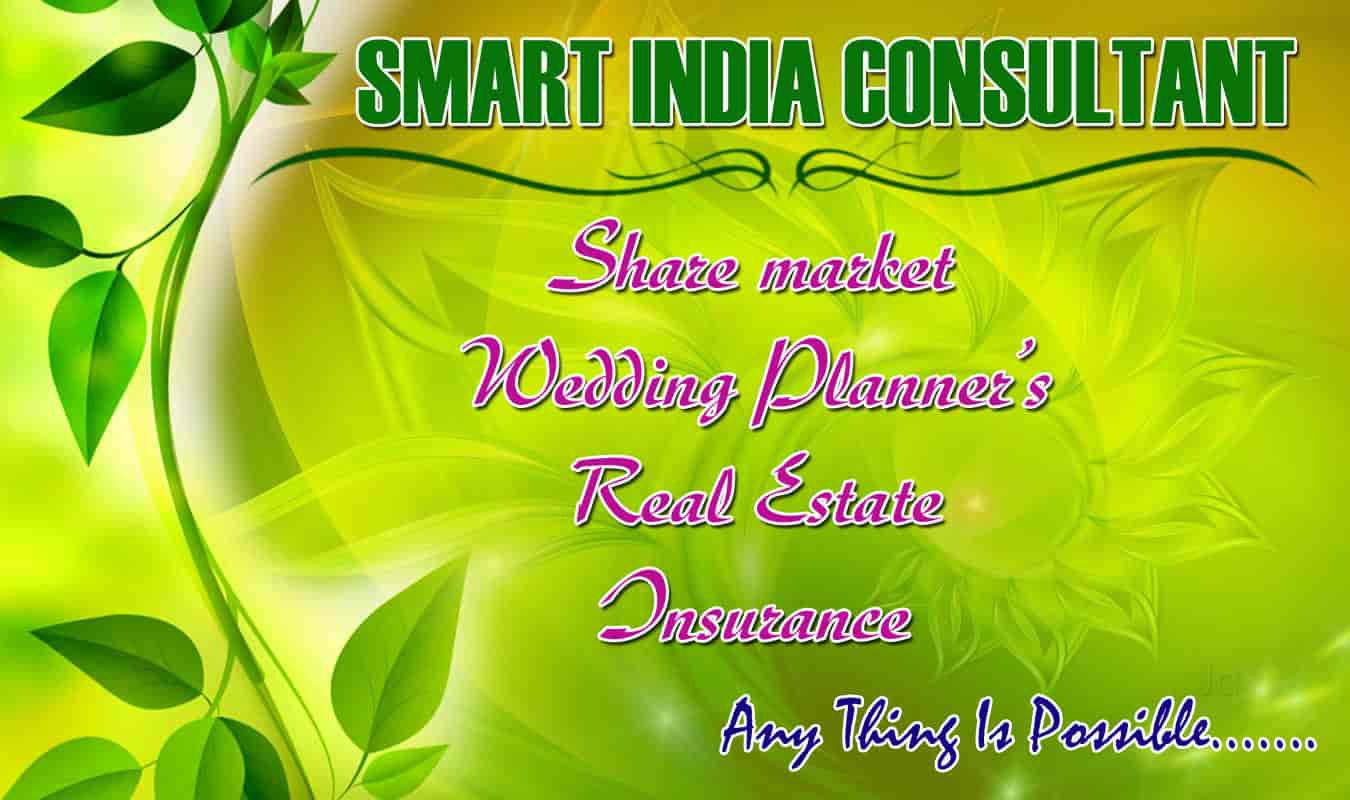 SMART INDIA CONSULTANT
Share market
Wedding Planner's
Real Estate
Insurance
Any Thing Is Possible.......